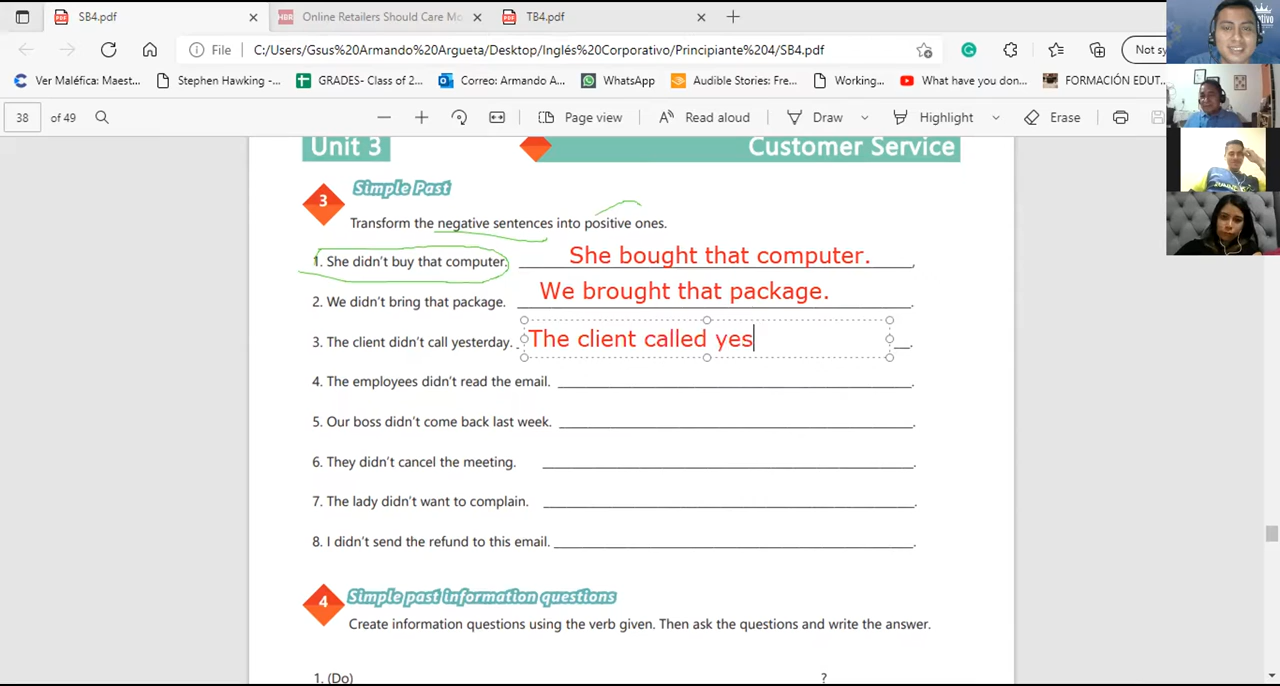 SB4.pdf
HBR Online Retailers Should Care Mo
PDF TB4.pdf
File C:/Users/Gsus%20Armando%20Argueta/Desktop/Inglés%20Corporativo/Principiante%204/SB4.pdf
Not sy
Ver Maléfica: Maest... Stephen Hawking -... GRADES- Class of 2... Correo: Armando A... WhatsApp Audible Stories: Fre... Working... What have you don... FORMACIÓN EDUT...
38 of 49 Page view Read aloud Draw Highlight Erase
Unit 3 Customer Service
3 Simple Past
Transform the negative sentences into positive ones.
1. She didn't buy that computer. She bought that computer.
2. We didn't bring that package. We brought that package.
3. The client didn't call yesterday. The client called yes
4. The employees didn't read the email.
5. Our boss didn't come back last week.
6. They didn't cancel the meeting.
7. The lady didn't want to complain.
8. I didn't send the refund to this email.
4 Simple past information questions
Create information questions using the verb given. Then ask the questions and write the answer.
1. (Do) ?